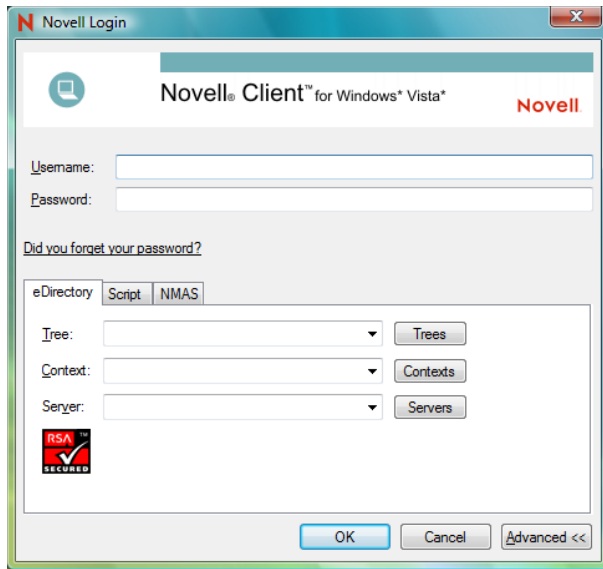 Novell Login
Novell® Client™ for Windows* Vista*
Novell.
Username:
Password:
Did you forget your password?
eDirectory Script NMAS
Tree: Trees
Context: Contexts
Server: Servers
RSA ™
SECURED
OK Cancel Advanced <<